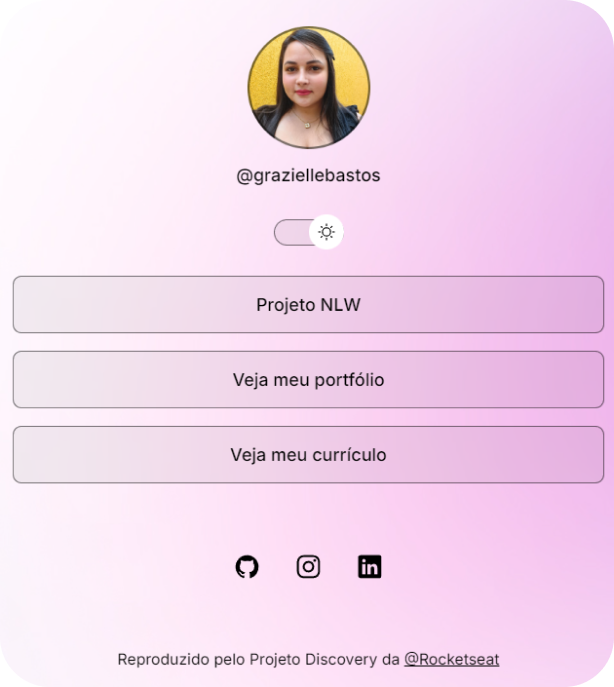 @graziellebastos
Projeto NLW
Veja meu portfólio
Veja meu currículo
Reproduzido pelo Projeto Discovery da @Rocketseat